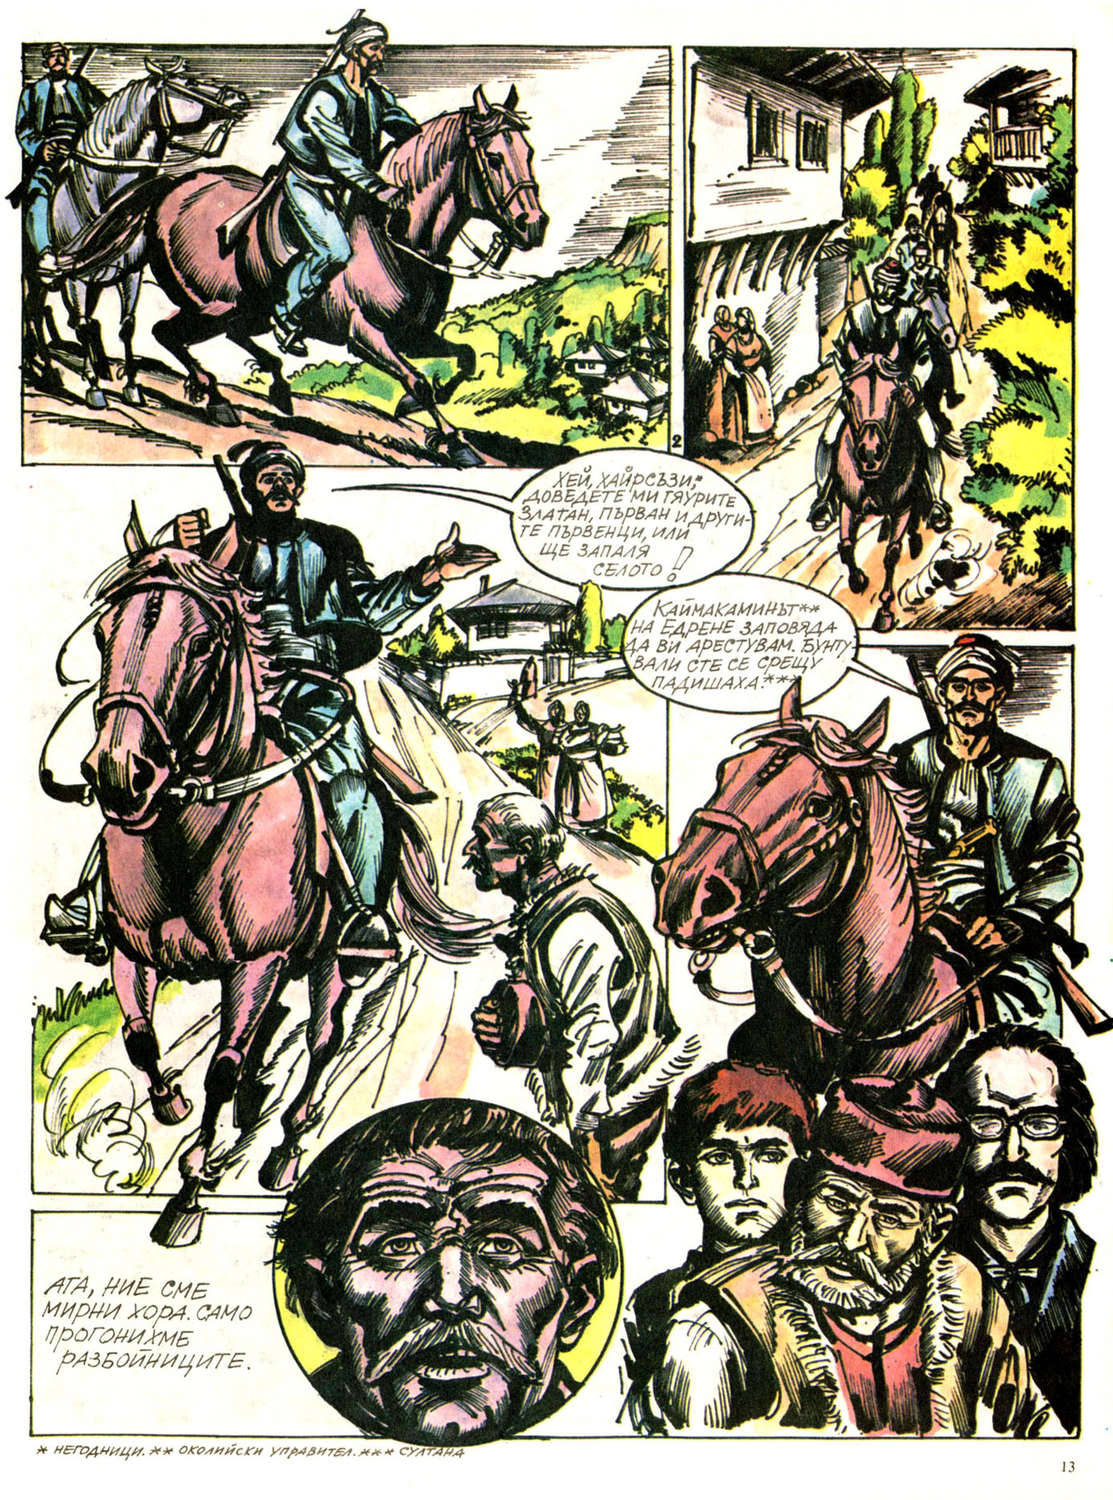 2
ХЕЙ, ХАЙРСЪЗИ,*
ДОВЕДЕТЕ МИ ГЯУРИТЕ
ЗЛАТАН, ПЪРВАН И ДРУГИ-
ТЕ ПЪРВЕНЦИ, ИЛИ
ЩЕ ЗАПАЛЯ
СЕЛОТО!
КАЙМАКАМИНЪТ**
НА ЕДРЕНЕ ЗАПОВЯДА
ДА ВИ АРЕСТУВАМ. БУНТУ-
ВАЛИ СТЕ СЕ СРЕЩУ
ПАДИШАХА.***
АГА, НИЕ СМЕ
МИРНИ ХОРА. САМО
ПРОГОНИХМЕ
РАЗБОЙНИЦИТЕ.
* НЕГОДНИЦИ. ** ОКОЛИЙСКИ УПРАВИТЕЛ. *** СУЛТАНА
13